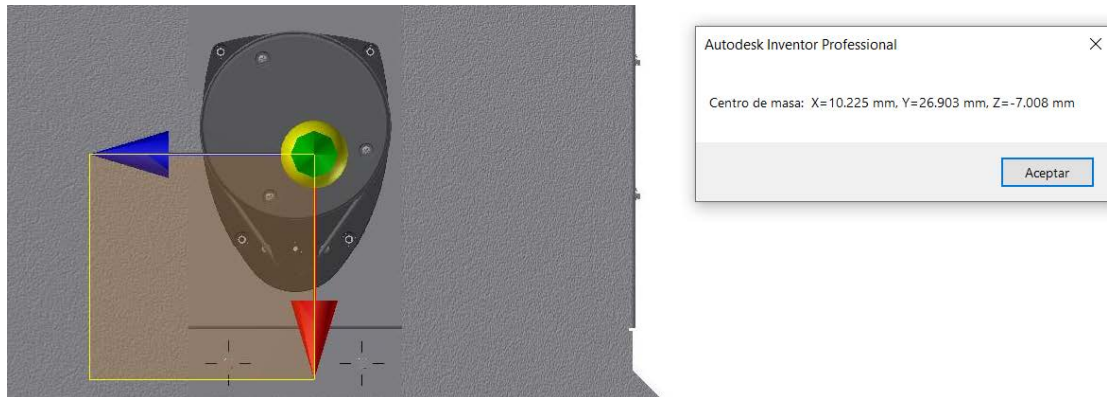 Autodesk Inventor Professional
Centro de masa: X=10.225 mm, Y=26.903 mm, Z=-7.008 mm
Aceptar